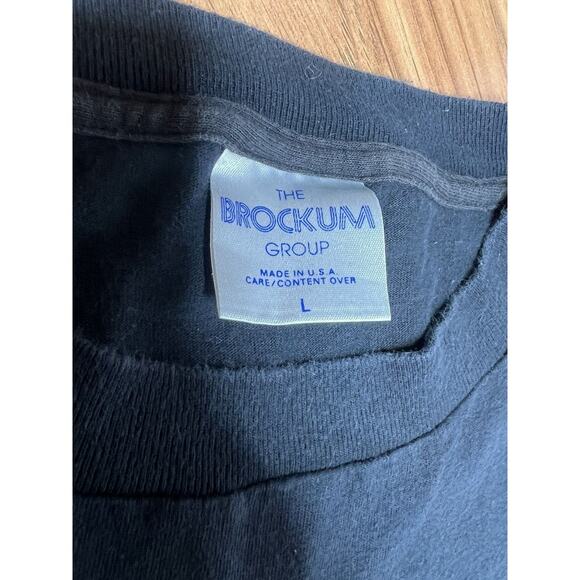 THE
BROCKUM
GROUP
MADE IN U.S.A.
CARE/CONTENT OVER
L